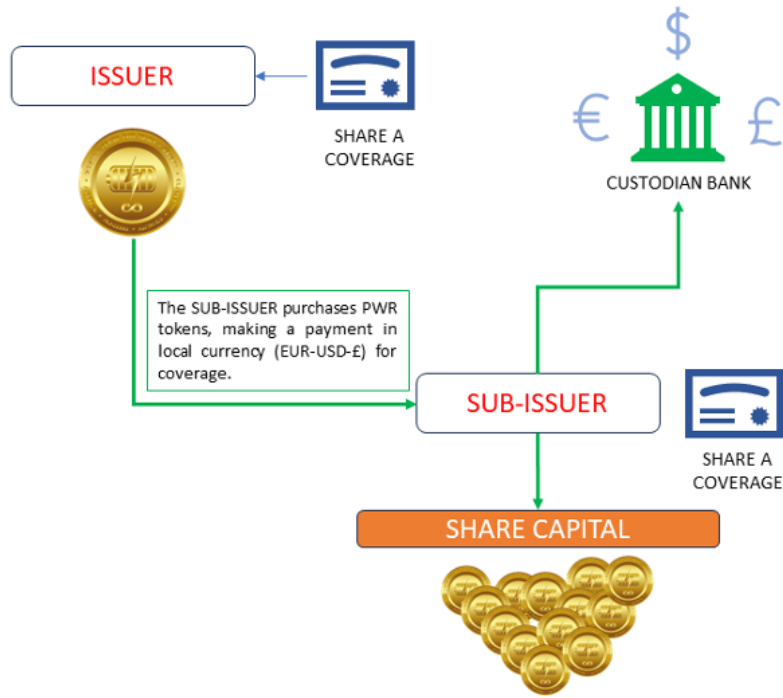 ISSUER
SHARE A
COVERAGE
$
€
£
CUSTODIAN BANK
The SUB-ISSUER purchases PWR
tokens, making a payment in
local currency (EUR-USD-£) for
coverage.
SUB-ISSUER
SHARE A
COVERAGE
SHARE CAPITAL